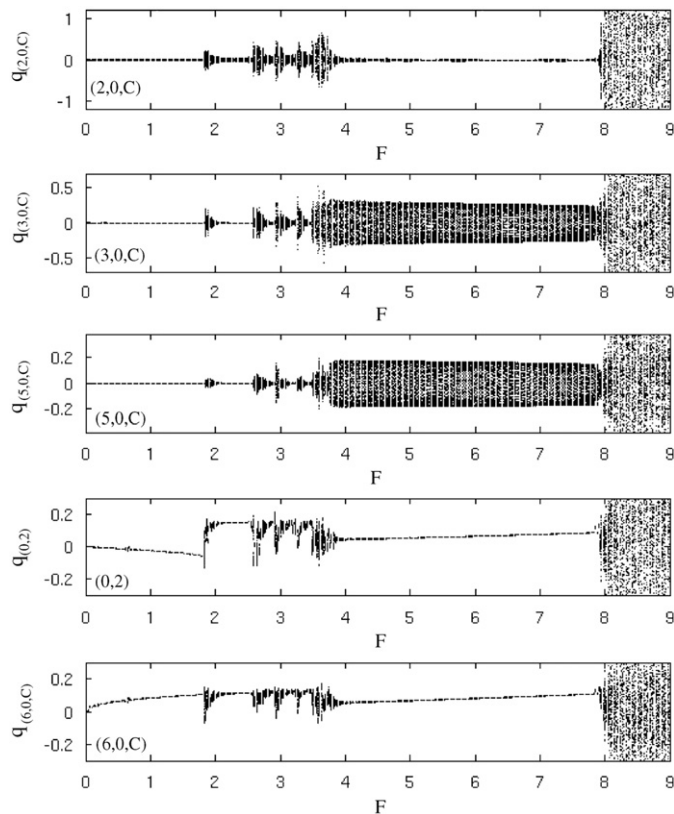 1
q(2,0,C)
0
-1
(2,0,C)
0 1 2 3 4 5 6 7 8 9
F
0.5
q(3,0,C)
0
-0.5
(3,0,C)
0 1 2 3 4 5 6 7 8 9
F
0.2
q(5,0,C)
0
-0.2
(5,0,C)
0 1 2 3 4 5 6 7 8 9
F
0.2
q(0,2)
0
-0.2
(0,2)
0 1 2 3 4 5 6 7 8 9
F
0.2
q(6,0,C)
0
-0.2
(6,0,C)
0 1 2 3 4 5 6 7 8 9
F